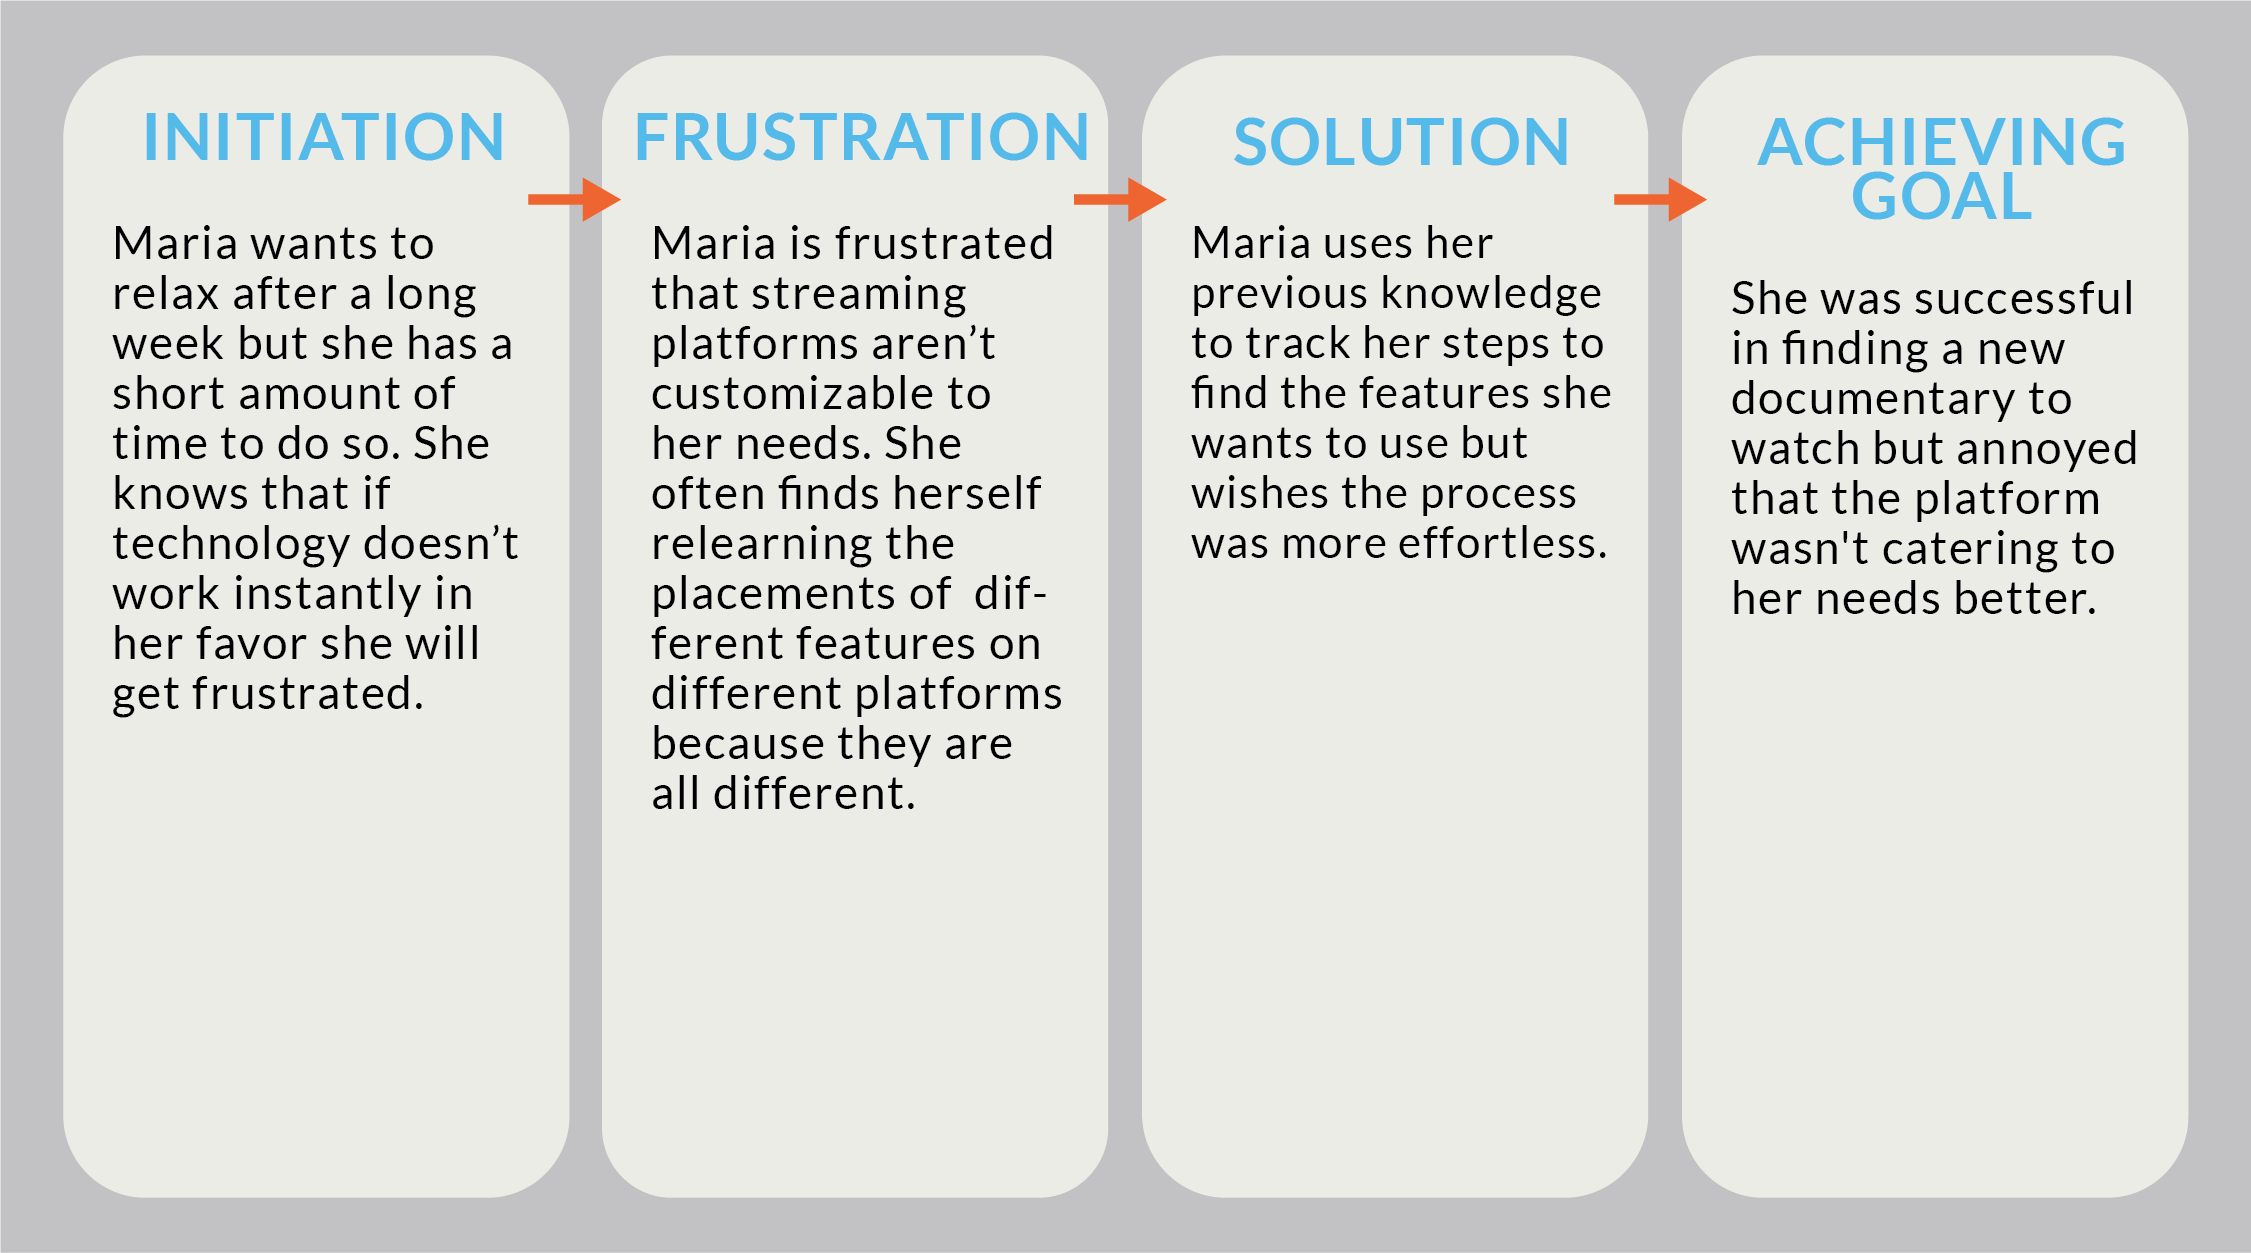 INITIATION
Maria wants to
relax after a long
week but she has a
short amount of
time to do so. She
knows that if
technology doesn’t
work instantly in
her favor she will
get frustrated.
FRUSTRATION
Maria is frustrated
that streaming
platforms aren’t
customizable to
her needs. She
often finds herself
relearning the
placements of  dif-
ferent features on
different platforms
because they are
all different.
SOLUTION
Maria uses her
previous knowledge
to track her steps to
find the features she
wants to use but
wishes the process
was more effortless.
ACHIEVING
GOAL
She was successful
in finding a new
documentary to
watch but annoyed
that the platform
wasn't catering to
her needs better.